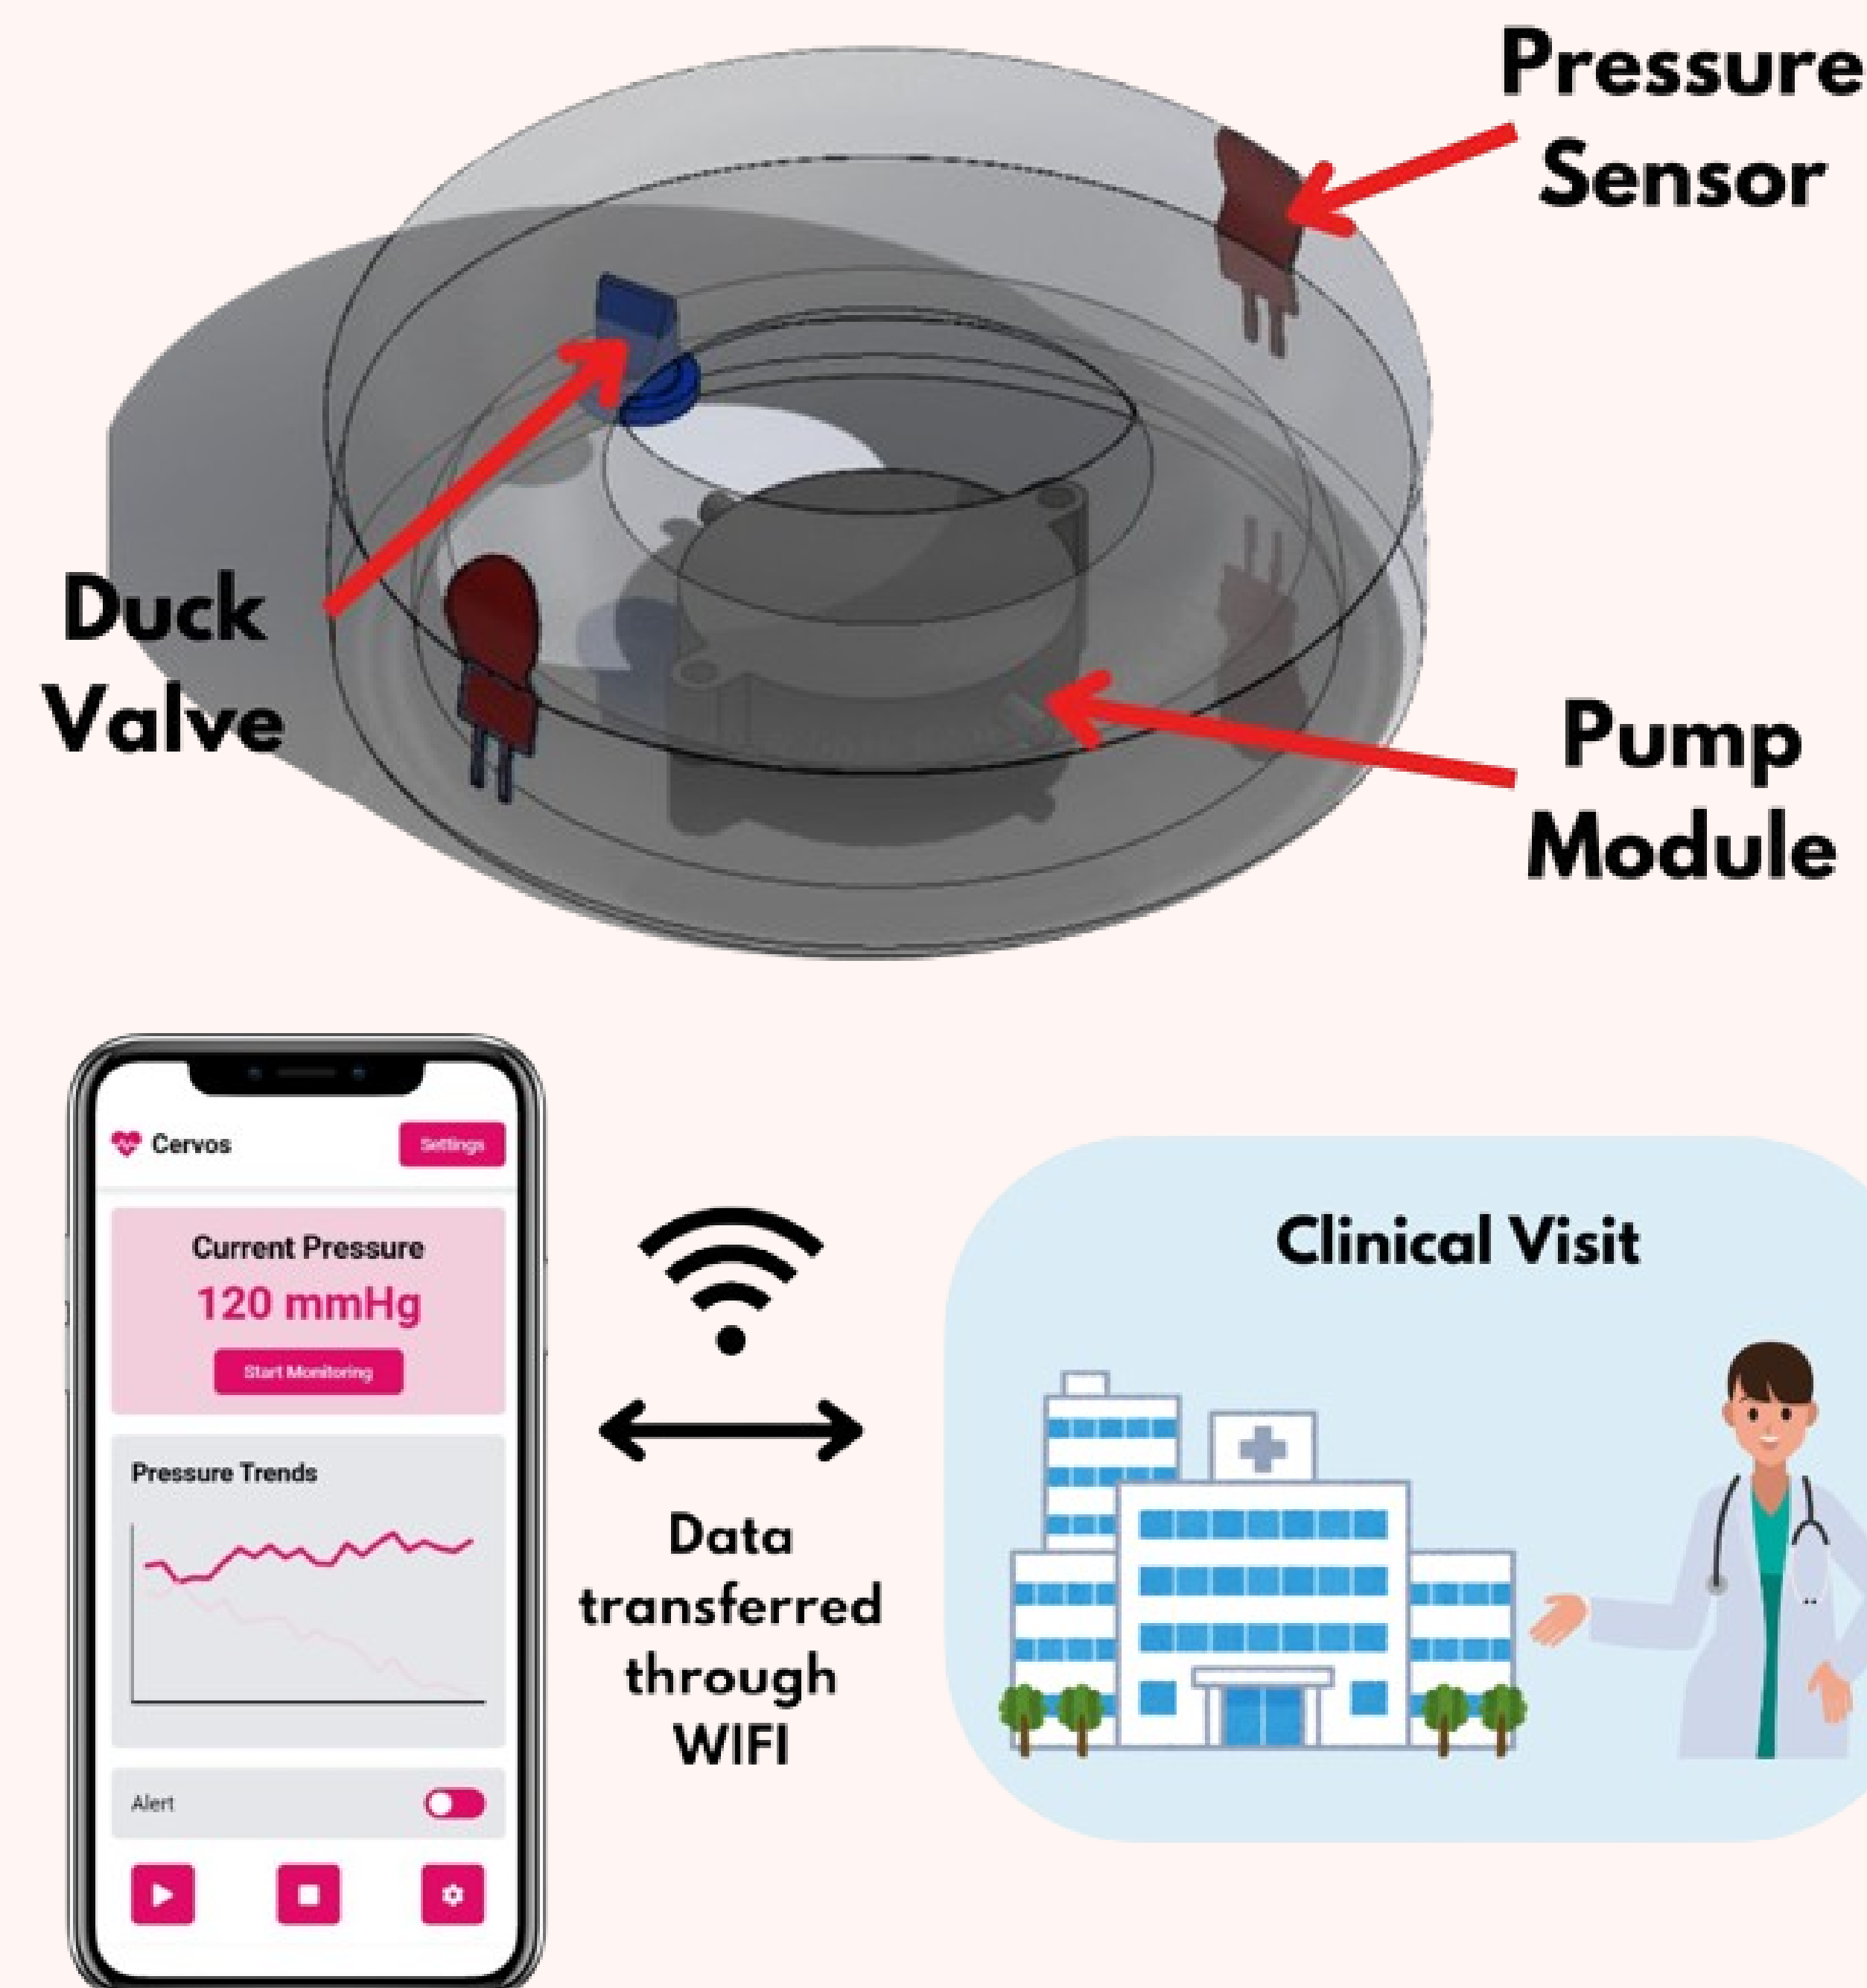 Pressure
Sensor
Duck
Valve
Pump
Module
Cervos
Settings
Current Pressure
120 mmHg
Start Monitoring
Pressure Trends
Alert
Data
transferred
through
WIFI
Clinical Visit